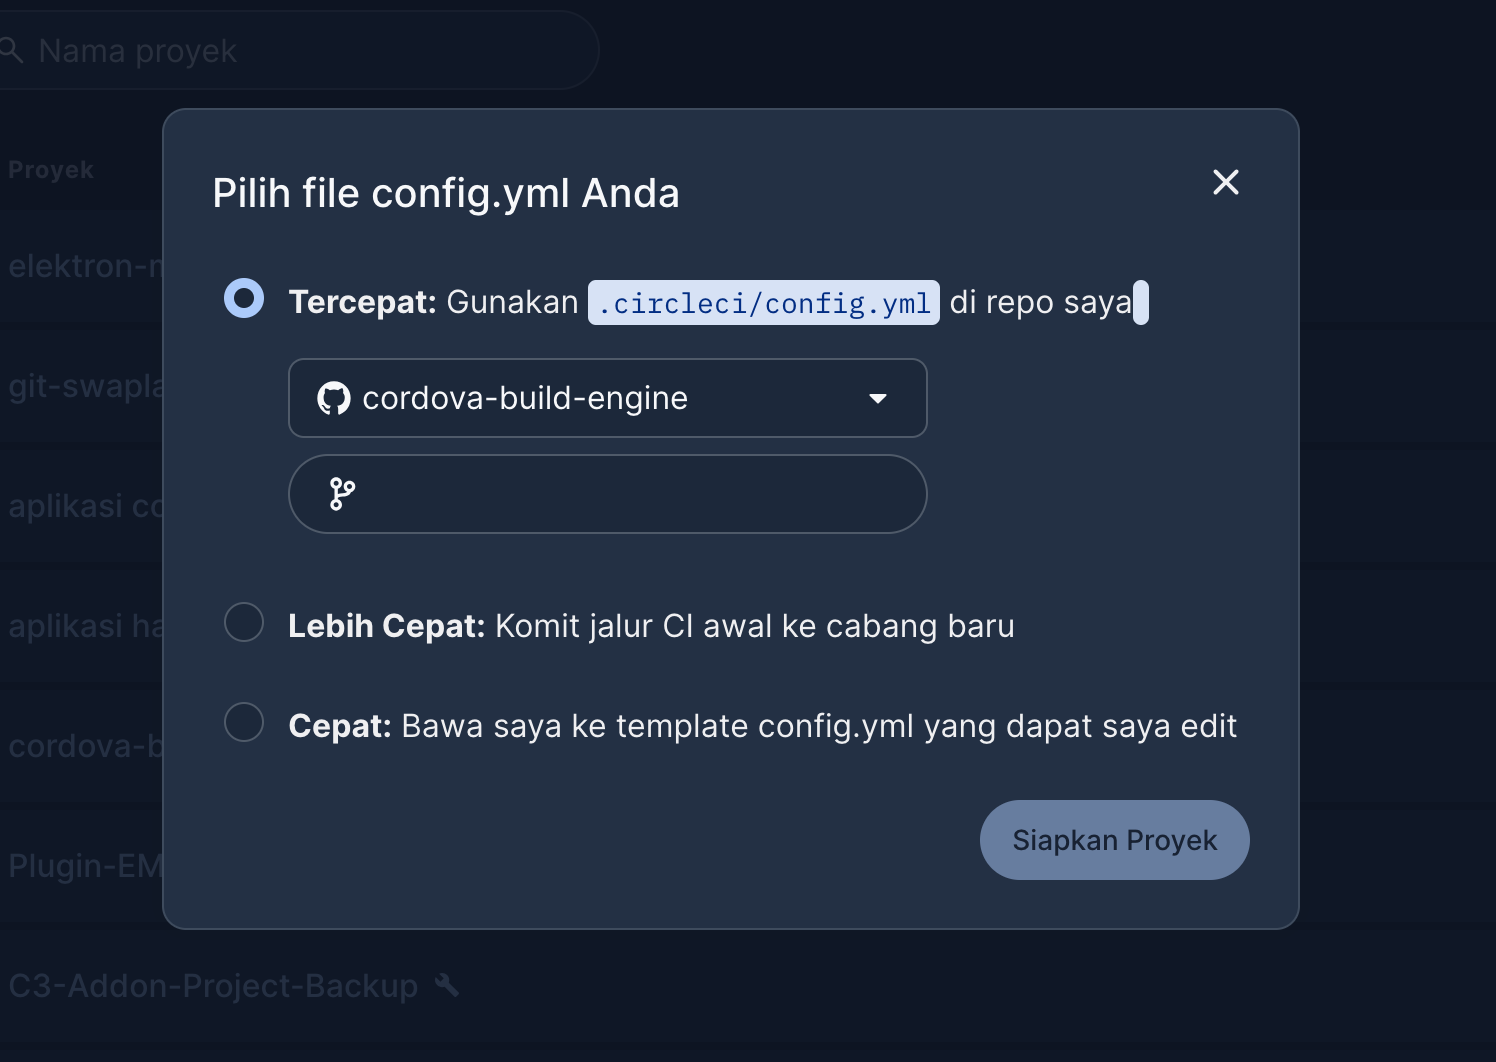 Nama proyek
Proyek
Pilih file config.yml Anda
elektron-
Tercepat: Gunakan .circleci/config.yml di repo saya
git-swapla
cordova-build-engine
aplikasi co
aplikasi ha
Lebih Cepat: Komit jalur CI awal ke cabang baru
cordova-b
Cepat: Bawa saya ke template config.yml yang dapat saya edit
Plugin-EM
Siapkan Proyek
C3-Addon-Project-Backup